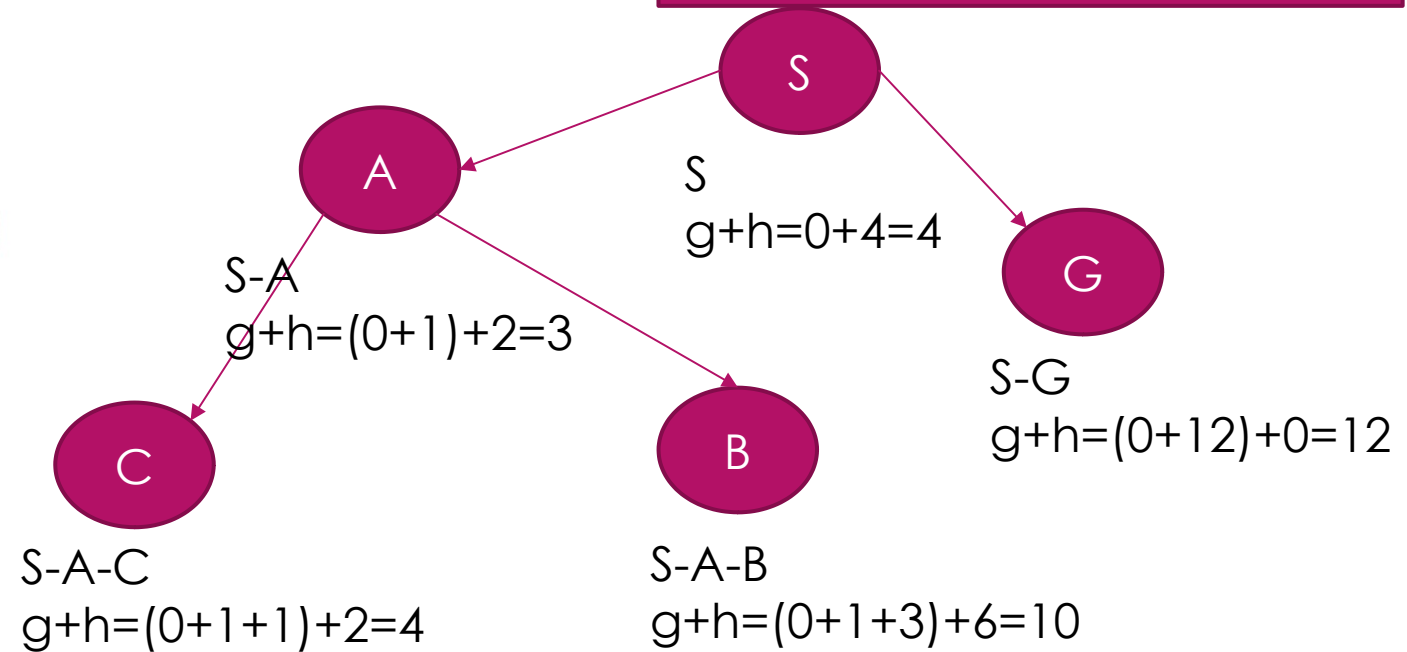 S
A
S
g+h=0+4=4
G
S-A
g+h=(0+1)+2=3
S-G
g+h=(0+12)+0=12
C
B
S-A-C
g+h=(0+1+1)+2=4
S-A-B
g+h=(0+1+3)+6=10